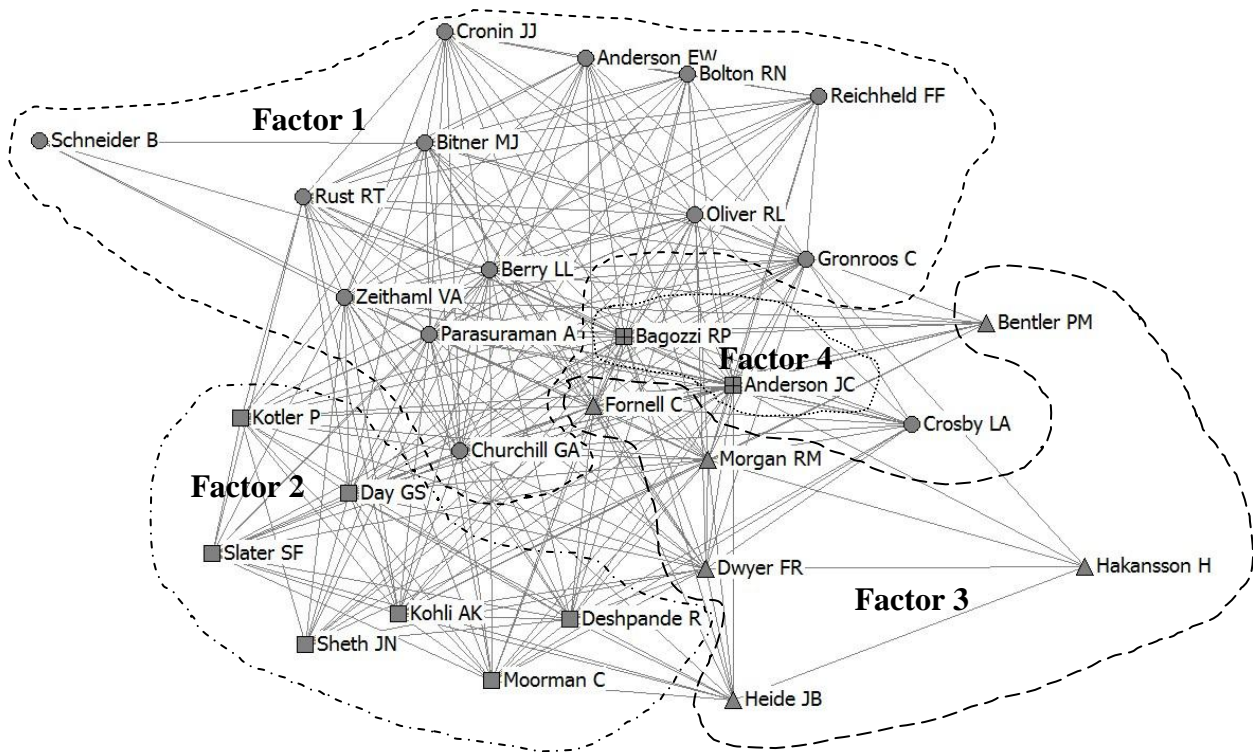 Cronin JJ
Anderson EW
Bolton RN
Reichheld FF
Factor 1
Schneider B
Bitner MJ
Rust RT
Oliver RL
Gronroos C
Berry LL
Zeithaml VA
Bentler PM
Parasuraman A
Bagozzi RP
Factor 4
Anderson JC
Fornell C
Kotler P
Crosby LA
Churchill GA
Morgan RM
Factor 2
Day GS
Slater SF
Dwyer FR
Hakansson H
Factor 3
Kohli AK
Deshpande R
Sheth JN
Moorman C
Heide JB